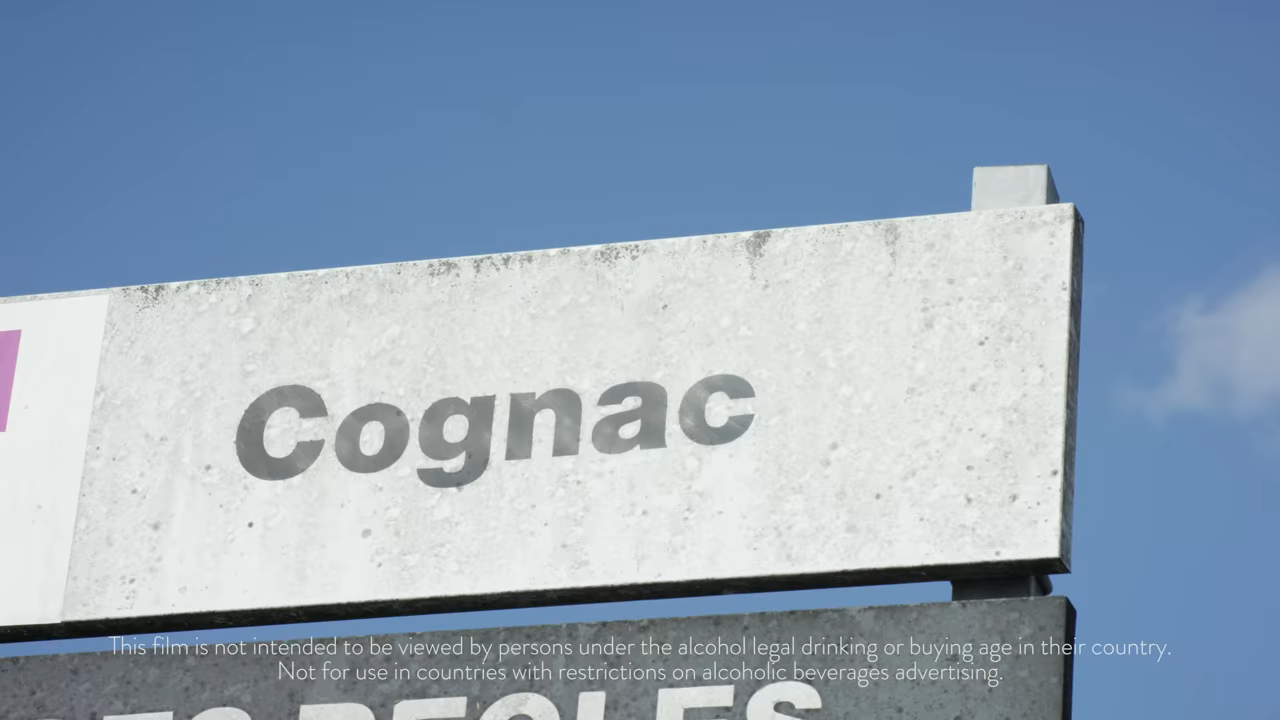 Cognac
This film is not intended to be viewed by persons under the alcohol legal drinking or buying age in their country.
Not for use in countries with restrictions on alcoholic beverages advertising.